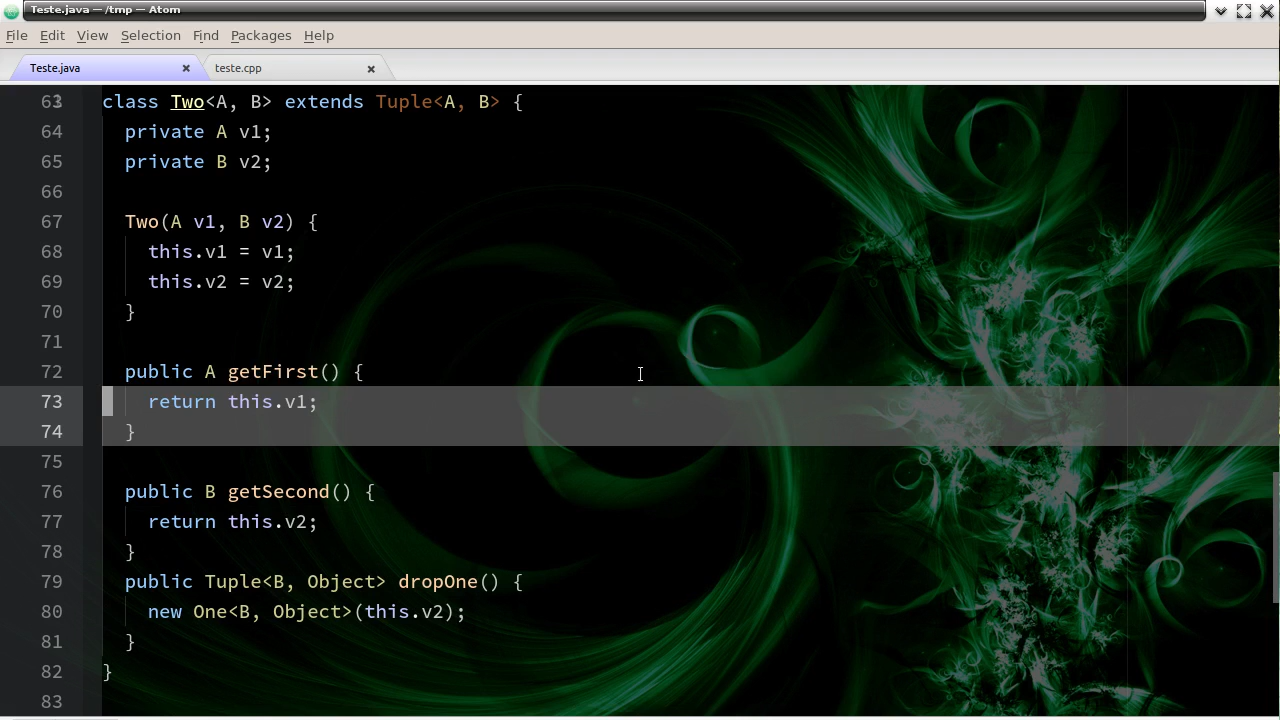 Teste.java — /tmp — Atom
File Edit View Selection Find Packages Help
Teste.java teste.cpp
63 class Two<A, B> extends Tuple<A, B> {
64   private A v1;
65   private B v2;
66
67   Two(A v1, B v2) {
68     this.v1 = v1;
69     this.v2 = v2;
70   }
71
72   public A getFirst() {
73     return this.v1;
74   }
75
76   public B getSecond() {
77     return this.v2;
78   }
79   public Tuple<B, Object> dropOne() {
80     new One<B, Object>(this.v2);
81   }
82 }
83